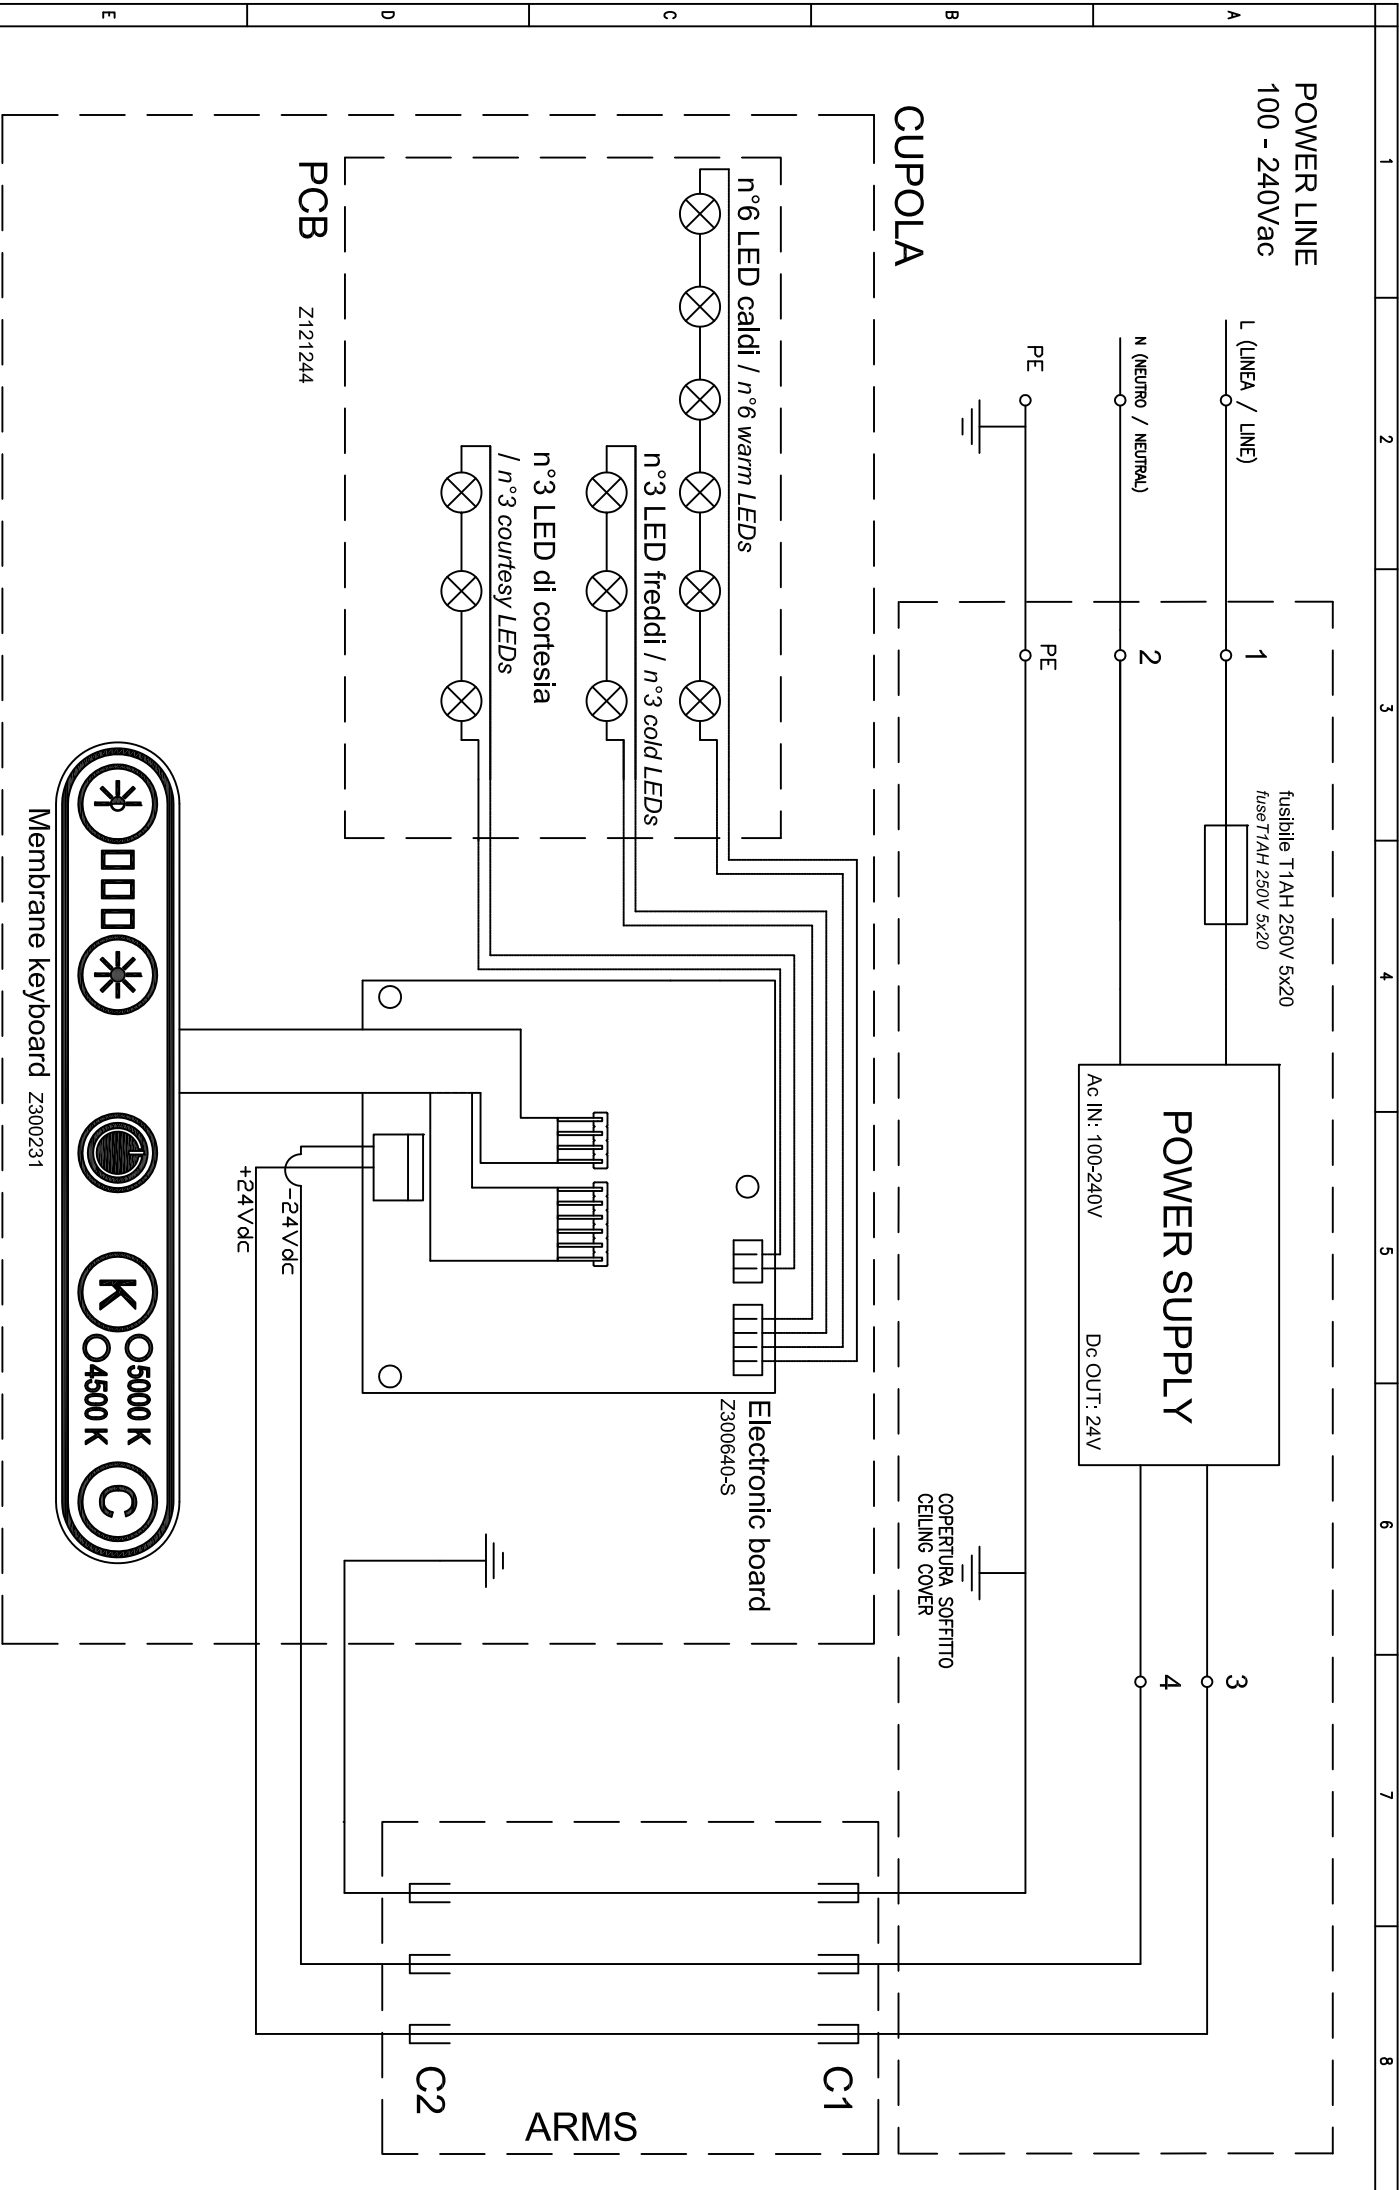 1
2
3
4
5
6
7
8
A
B
C
D
E
POWER LINE
100 - 240Vac
L (LINEA / LINE)
N (NEUTRO / NEUTRAL)
PE
1
2
PE
fusibile T1AH 250V 5x20
fuseT1AH 250V 5x20
POWER SUPPLY
Ac IN: 100-240V
Dc OUT: 24V
3
4
COPERTURA SOFFITTO
CEILING COVER
CUPOLA
n°6 LED caldi / n°6 warm LEDs
n°3 LED freddi / n°3 cold LEDs
n°3 LED di cortesia
/ n°3 courtesy LEDs
PCB
Z121244
Electronic board
Z300640-S
-24Vdc
+24Vdc
C1
C2
ARMS
K
5000 K
4500 K
C
Membrane keyboard Z300231